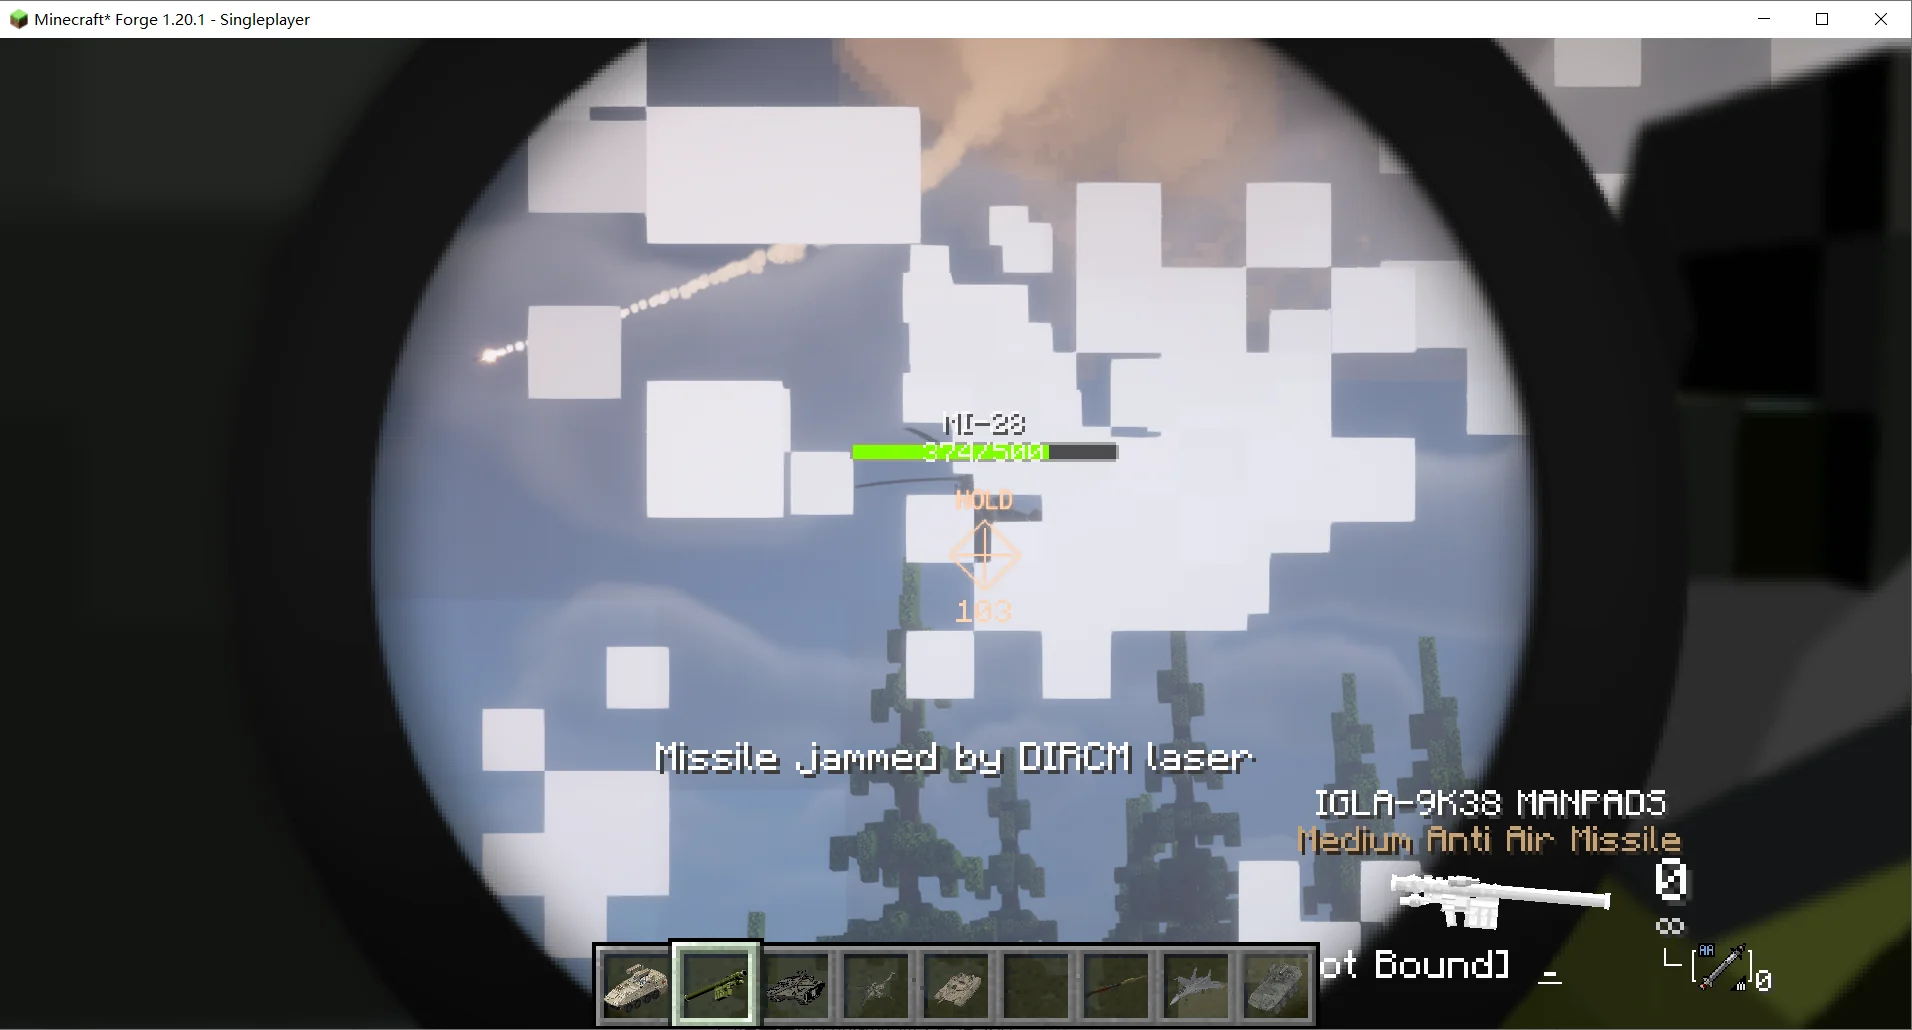 Minecraft* Forge 1.20.1 - Singleplayer
MI-28
374/500
HOLD
103
Missile jammed by DIRCM laser
IGLA-9K38 MANPADS
Medium Anti Air Missile
0
∞
ot Bound]
AA
0